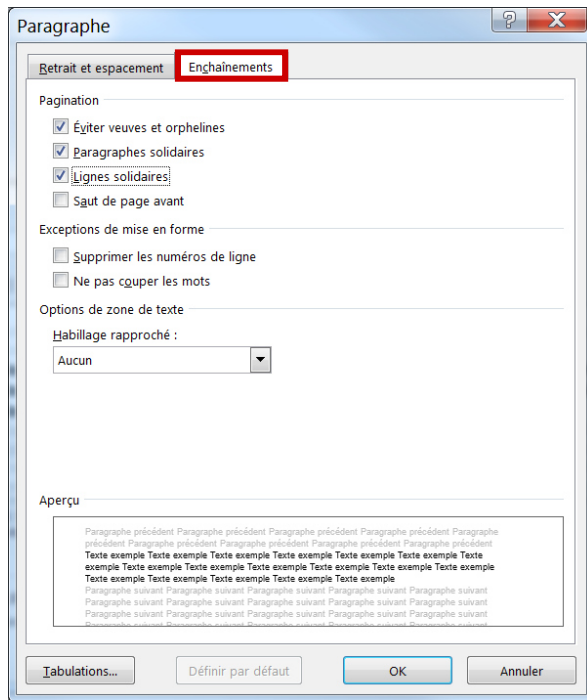 Paragraphe
Retrait et espacement
Enchaînements
Pagination
Éviter veuves et orphelines
Paragraphes solidaires
Lignes solidaires
Saut de page avant
Exceptions de mise en forme
Supprimer les numéros de ligne
Ne pas couper les mots
Options de zone de texte
Habillage rapproché :
Aucun
Aperçu
Paragraphe précédent Paragraphe précédent Paragraphe précédent Paragraphe précédent Paragraphe
précédent Paragraphe précédent Paragraphe précédent Paragraphe précédent Paragraphe précédent
Texte exemple Texte exemple Texte exemple Texte exemple Texte exemple Texte exemple Texte
exemple Texte exemple Texte exemple Texte exemple Texte exemple Texte exemple Texte exemple
Texte exemple Texte exemple Texte exemple Texte exemple Texte exemple
Paragraphe suivant Paragraphe suivant Paragraphe suivant Paragraphe suivant Paragraphe suivant
Paragraphe suivant Paragraphe suivant Paragraphe suivant Paragraphe suivant Paragraphe suivant
Paragraphe suivant Paragraphe suivant Paragraphe suivant Paragraphe suivant Paragraphe suivant
Paragraphe suivant Paragraphe suivant Paragraphe suivant Paragraphe suivant Paragraphe suivant
Tabulations...
Définir par défaut
OK
Annuler